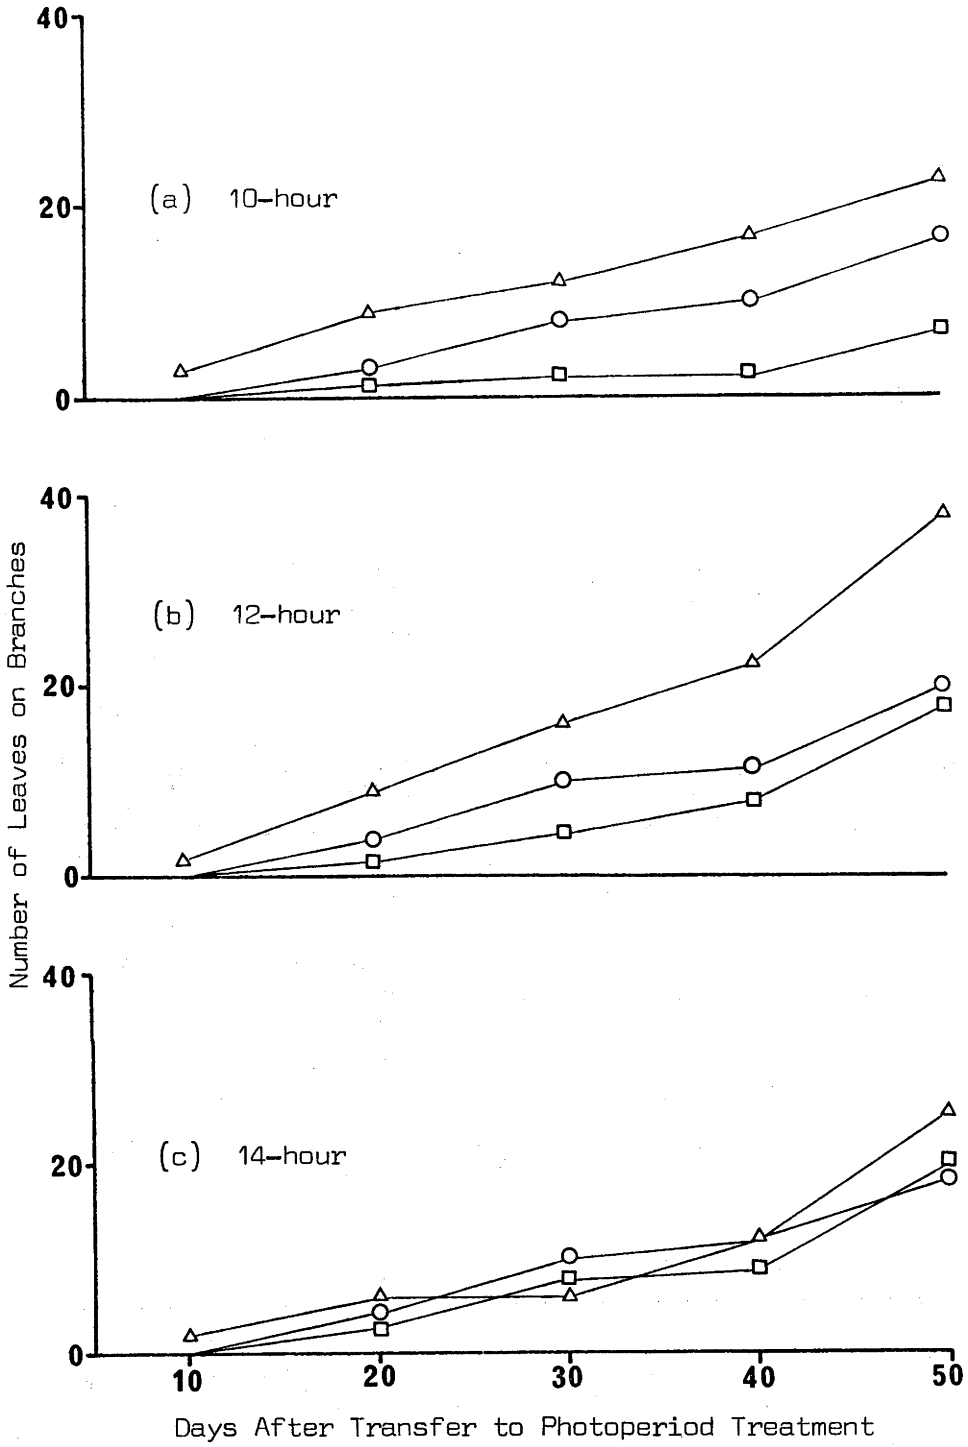 40
(a) 10-hour
20
0
40
(b) 12-hour
20
0
Number of Leaves on Branches
40
(c) 14-hour
20
0
10 20 30 40 50
Days After Transfer to Photoperiod Treatment